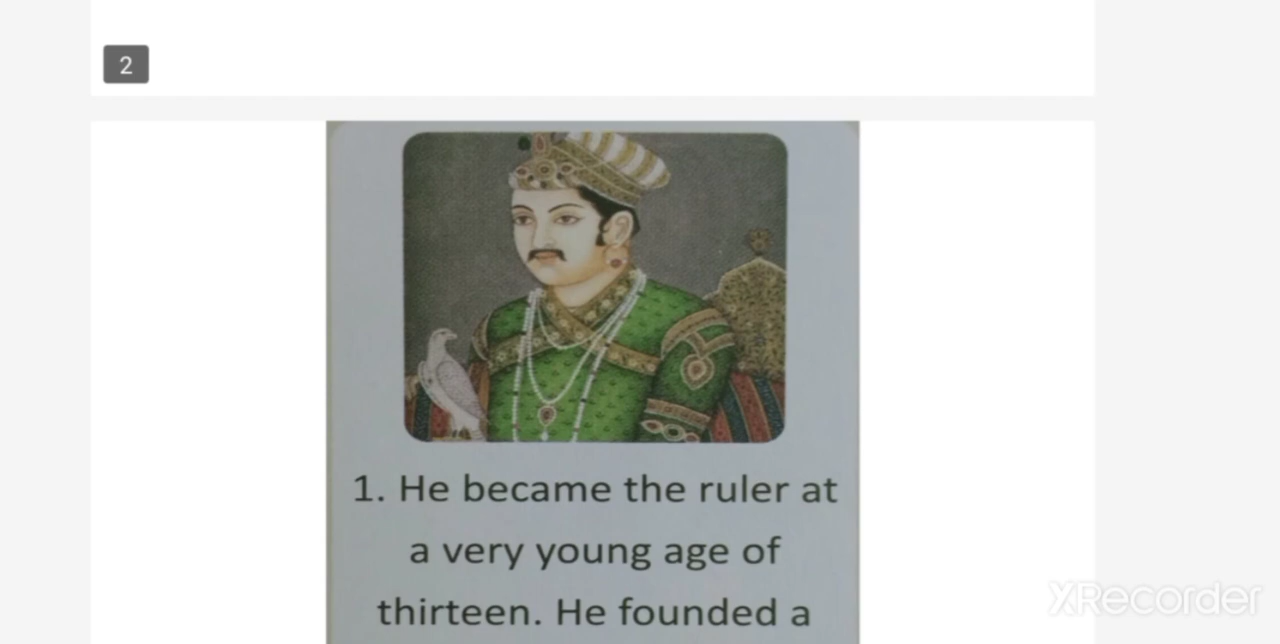 2
1. He became the ruler at
a very young age of
thirteen. He founded a
XRecorder